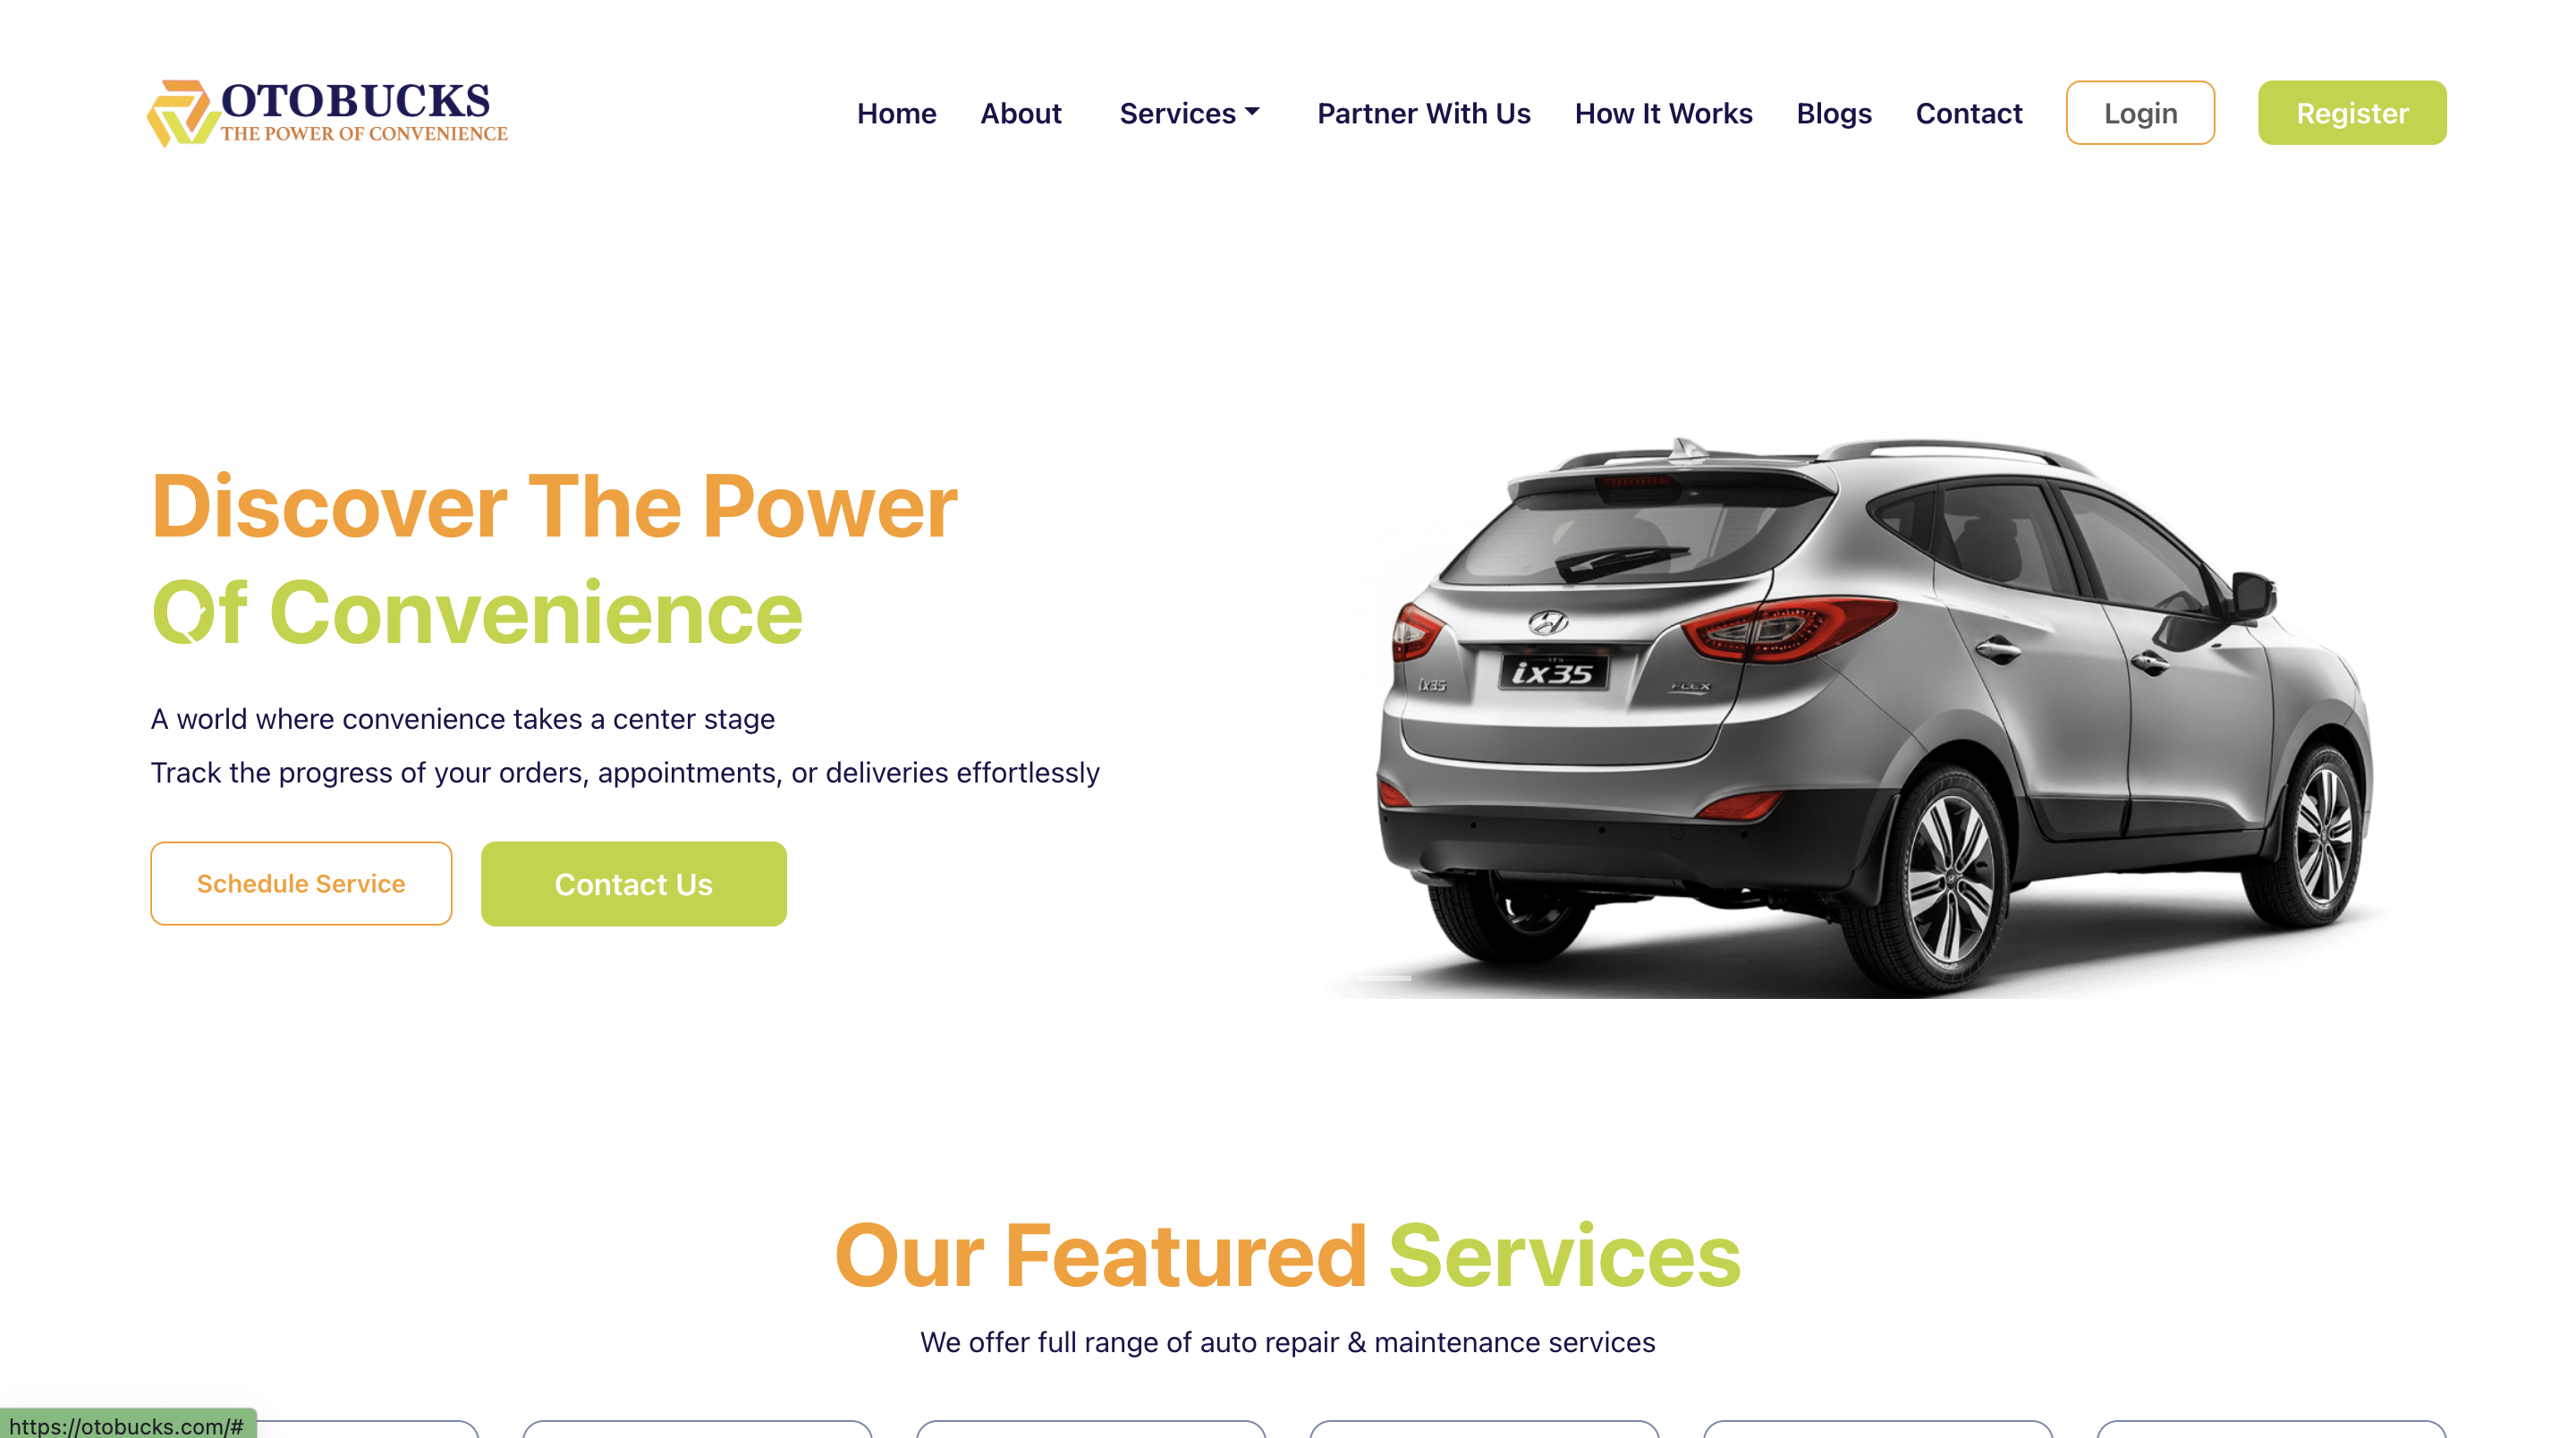 OTOBUCKS
THE POWER OF CONVENIENCE
Home About Services Partner With Us How It Works Blogs Contact Login Register
Discover The Power
Of Convenience
A world where convenience takes a center stage
Track the progress of your orders, appointments, or deliveries effortlessly
Schedule Service Contact Us
ix35
ix35
FLEX
Our Featured Services
We offer full range of auto repair & maintenance services
https://otobucks.com/#